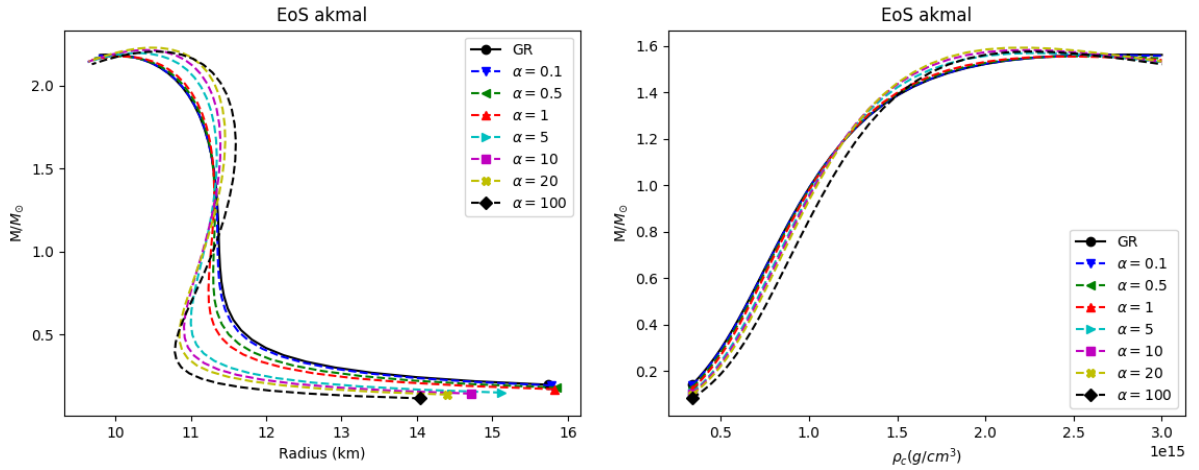 EoS akmal
M/M⊙
2.0
1.5
1.0
0.5
GR
α = 0.1
α = 0.5
α = 1
α = 5
α = 10
α = 20
α = 100
10 11 12 13 14 15 16
Radius (km)
EoS akmal
M/M⊙
1.6
1.4
1.2
1.0
0.8
0.6
0.4
0.2
GR
α = 0.1
α = 0.5
α = 1
α = 5
α = 10
α = 20
α = 100
0.5 1.0 1.5 2.0 2.5 3.0
1e15
ρc(g/cm³)